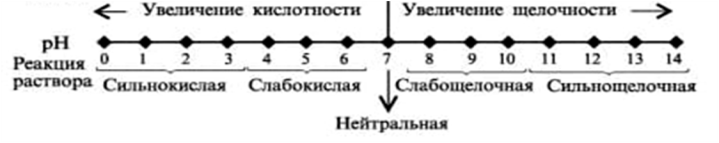 Увеличение кислотности Увеличение щелочности
pH
Реакция раствора
0 1 2 3 4 5 6 7 8 9 10 11 12 13 14
Сильнокислая Слабокислая Слабощелочная Сильнощелочная
Нейтральная